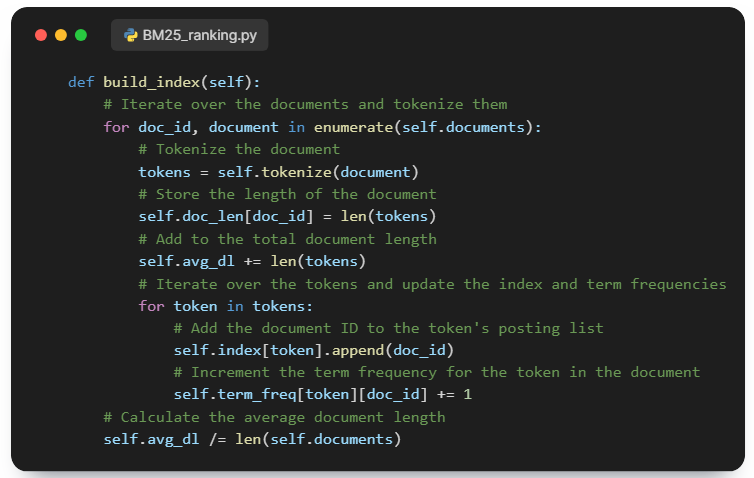 BM25_ranking.py
def build_index(self):
# Iterate over the documents and tokenize them
for doc_id, document in enumerate(self.documents):
# Tokenize the document
tokens = self.tokenize(document)
# Store the length of the document
self.doc_len[doc_id] = len(tokens)
# Add to the total document length
self.avg_dl += len(tokens)
# Iterate over the tokens and update the index and term frequencies
for token in tokens:
# Add the document ID to the token's posting list
self.index[token].append(doc_id)
# Increment the term frequency for the token in the document
self.term_freq[token][doc_id] += 1
# Calculate the average document length
self.avg_dl /= len(self.documents)